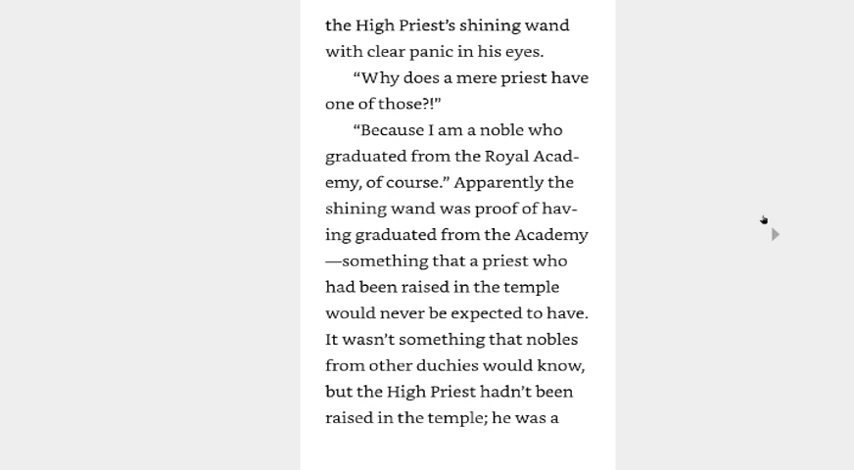 the High Priest’s shining wand
with clear panic in his eyes.
“Why does a mere priest have
one of those?!”
“Because I am a noble who
graduated from the Royal Acad-
emy, of course.” Apparently the
shining wand was proof of hav-
ing graduated from the Academy
—something that a priest who
had been raised in the temple
would never be expected to have.
It wasn’t something that nobles
from other duchies would know,
but the High Priest hadn’t been
raised in the temple; he was a